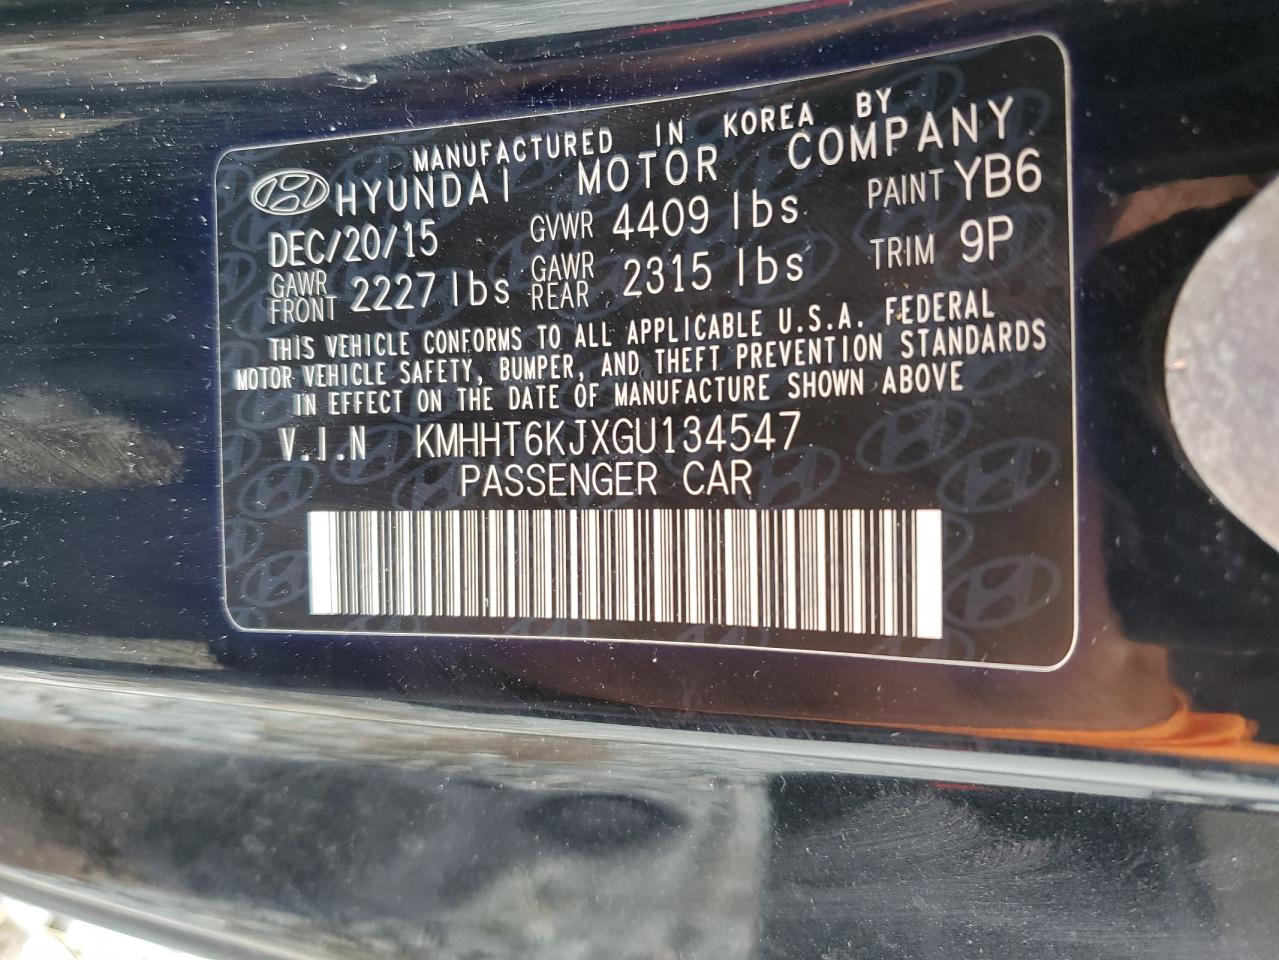 MANUFACTURED IN KOREA BY
HYUNDAI MOTOR COMPANY
DEC/20/15 GVWR 4409 lbs PAINT YB6
GAWR FRONT 2227 lbs GAWR REAR 2315 lbs TRIM 9P
THIS VEHICLE CONFORMS TO ALL APPLICABLE U.S.A. FEDERAL
MOTOR VEHICLE SAFETY, BUMPER, AND THEFT PREVENTION STANDARDS
IN EFFECT ON THE DATE OF MANUFACTURE SHOWN ABOVE
V.I.N KMHHT6KJXGU134547
PASSENGER CAR